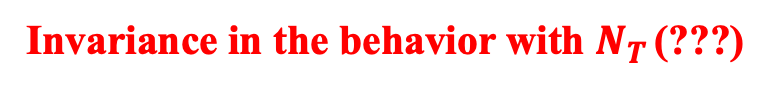 Invariance in the behavior with N_T (???)